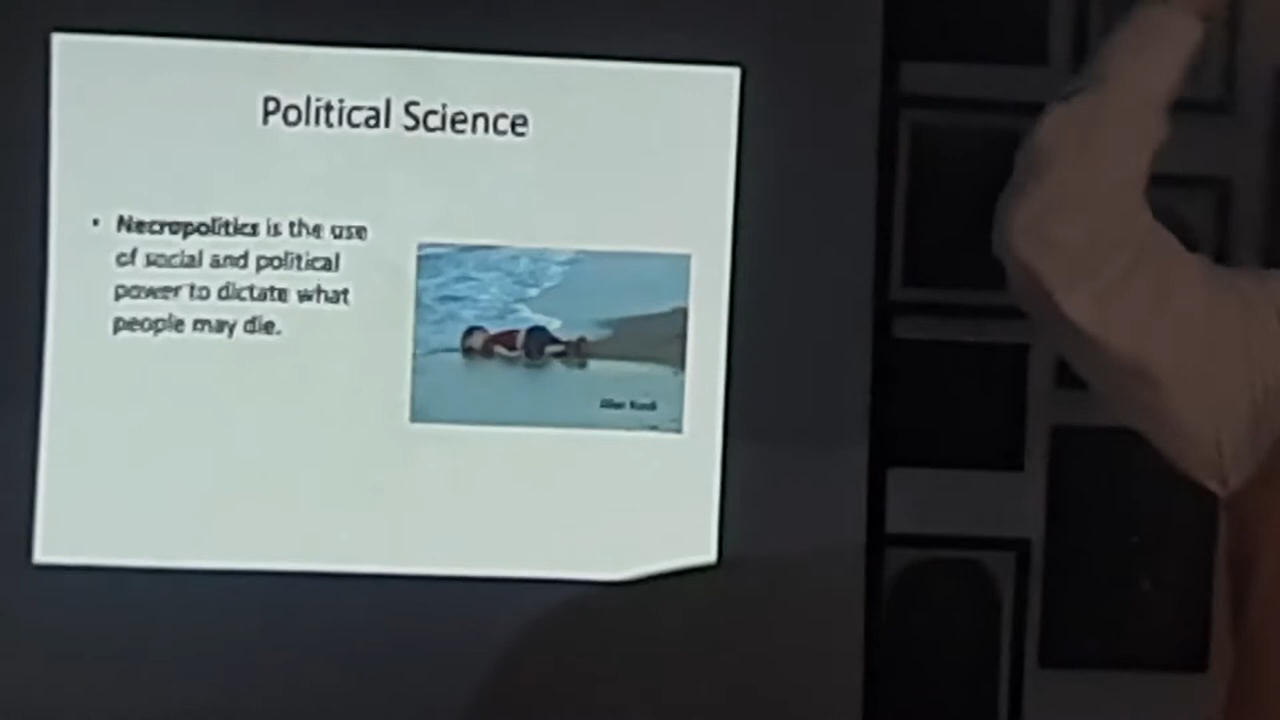 Political Science
• Necropolitics is the use
of social and political
power to dictate what
people may die.